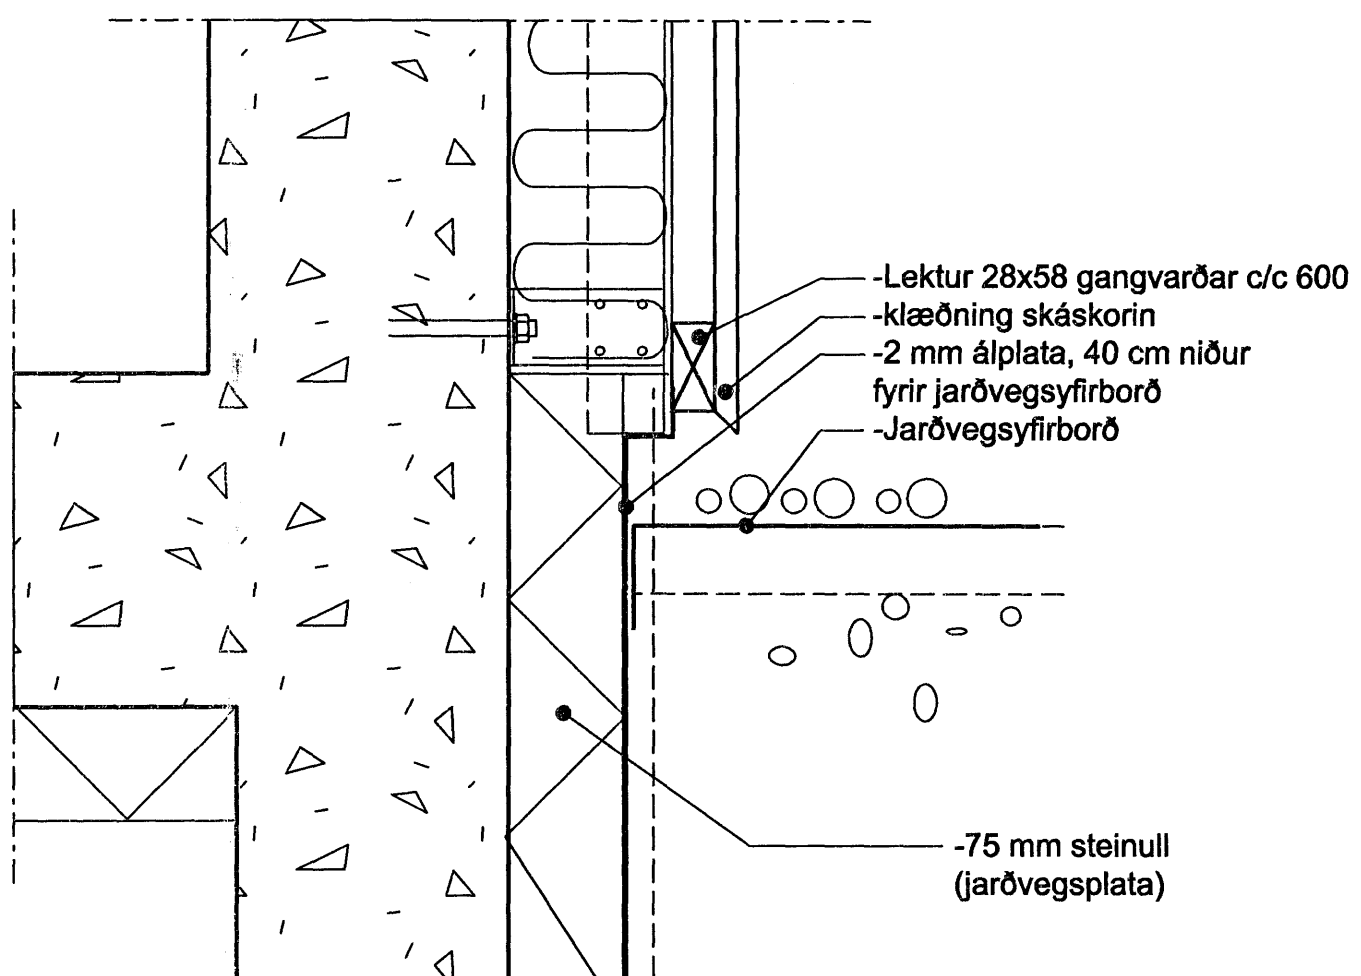 -Lektur 28x58 gangvarðar c/c 600
-klæðning skáskorin
-2 mm álplata, 40 cm niður
fyrir jarðvegsyfirborð
-Jarðvegsyfirborð
-75 mm steinull
(jarðvegsplata)